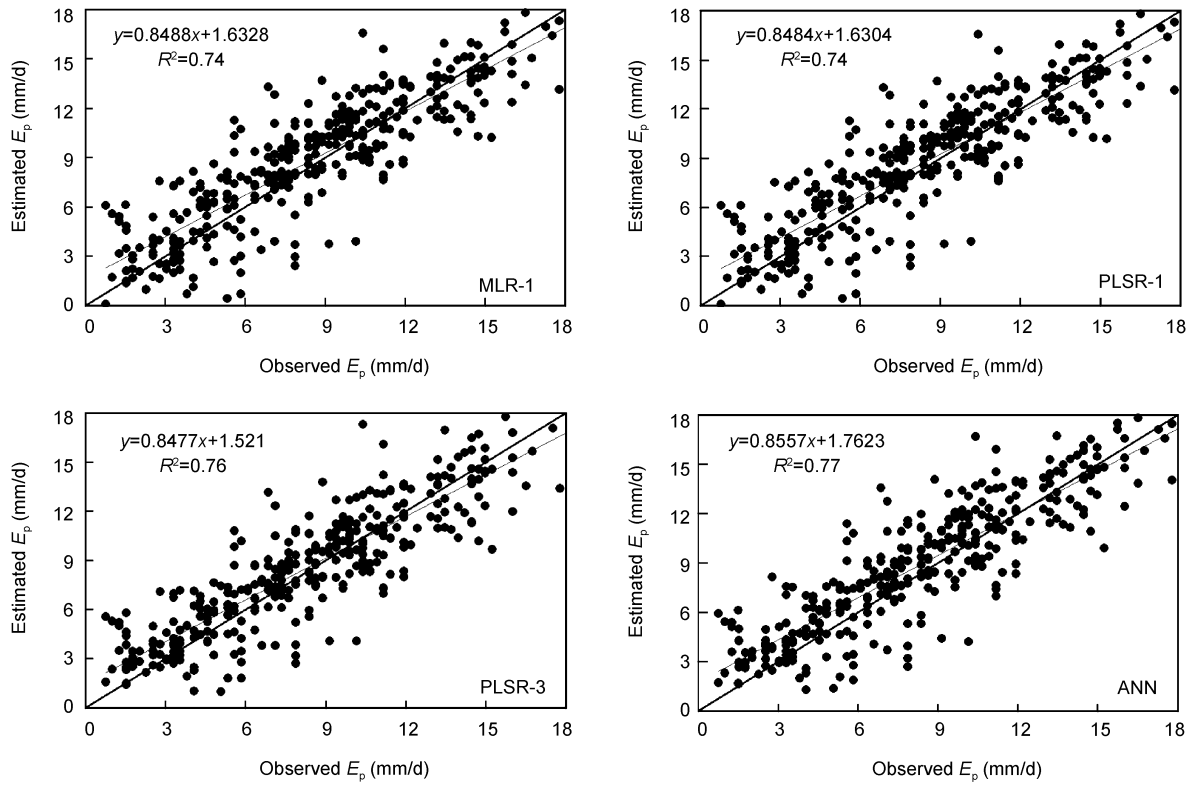 y=0.8488x+1.6328
R²=0.74
18
15
12
9
6
3
0
Estimated Ep (mm/d)
MLR-1
0 3 6 9 12 15 18
Observed Ep (mm/d)
y=0.8484x+1.6304
R²=0.74
18
15
12
9
6
3
0
Estimated Ep (mm/d)
PLSR-1
0 3 6 9 12 15 18
Observed Ep (mm/d)
y=0.8477x+1.521
R²=0.76
18
15
12
9
6
3
0
Estimated Ep (mm/d)
PLSR-3
0 3 6 9 12 15 18
Observed Ep (mm/d)
y=0.8557x+1.7623
R²=0.77
18
15
12
9
6
3
0
Estimated Ep (mm/d)
ANN
0 3 6 9 12 15 18
Observed Ep (mm/d)